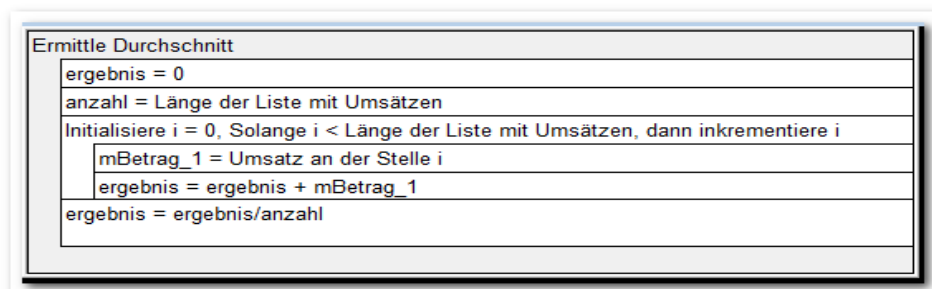 Ermittle Durchschnitt
ergebnis = 0
anzahl = Länge der Liste mit Umsätzen
Initialisiere i = 0, Solange i < Länge der Liste mit Umsätzen, dann inkrementiere i
mBetrag_1 = Umsatz an der Stelle i
ergebnis = ergebnis + mBetrag_1
ergebnis = ergebnis/anzahl